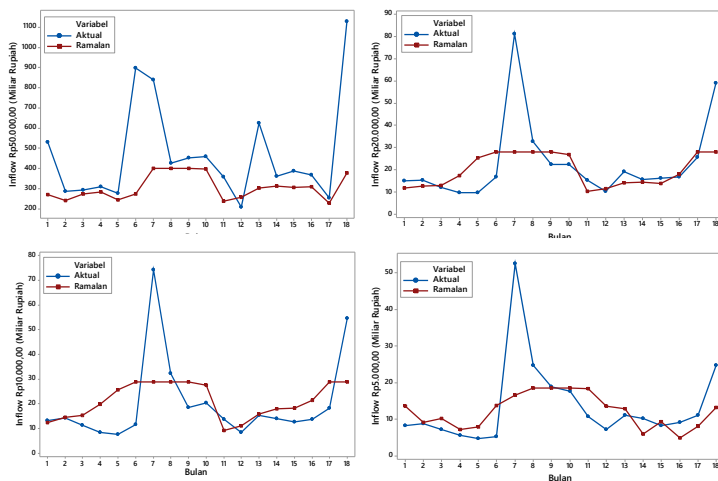 Inflow Rp50.000,00 (Miliar Rupiah)
1100
1000
900
800
700
600
500
400
300
200
Variabel
Aktual
Ramalan
1 2 3 4 5 6 7 8 9 10 11 12 13 14 15 16 17 18
Inflow Rp20.000,00 (Miliar Rupiah)
90
80
70
60
50
40
30
20
10
0
Variabel
Aktual
Ramalan
1 2 3 4 5 6 7 8 9 10 11 12 13 14 15 16 17 18
Bulan
Inflow Rp10.000,00 (Miliar Rupiah)
80
70
60
50
40
30
20
10
0
Variabel
Aktual
Ramalan
1 2 3 4 5 6 7 8 9 10 11 12 13 14 15 16 17 18
Bulan
Inflow Rp5.000,00 (Miliar Rupiah)
50
40
30
20
10
0
Variabel
Aktual
Ramalan
1 2 3 4 5 6 7 8 9 10 11 12 13 14 15 16 17 18
Bulan